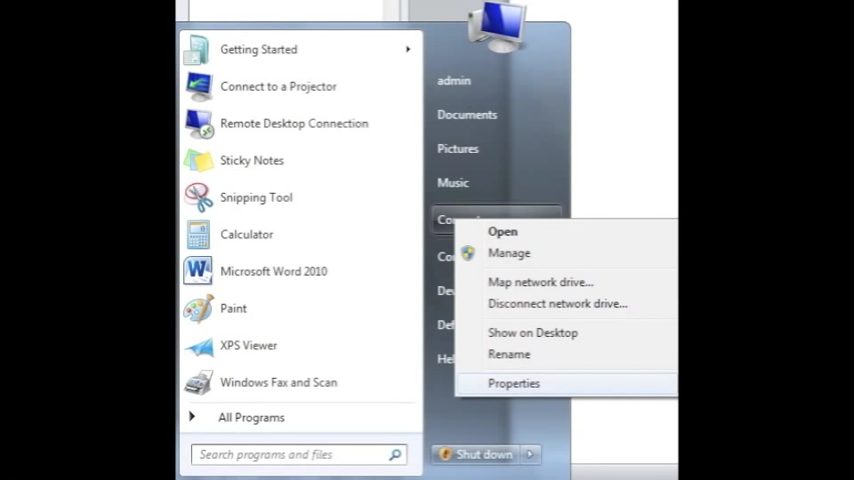 Getting Started
Connect to a Projector
Remote Desktop Connection
Sticky Notes
Snipping Tool
Calculator
Microsoft Word 2010
Paint
XPS Viewer
Windows Fax and Scan
All Programs
Search programs and files
admin
Documents
Pictures
Music
Open
Manage
Map network drive...
Disconnect network drive...
Show on Desktop
Rename
Properties
Shut down